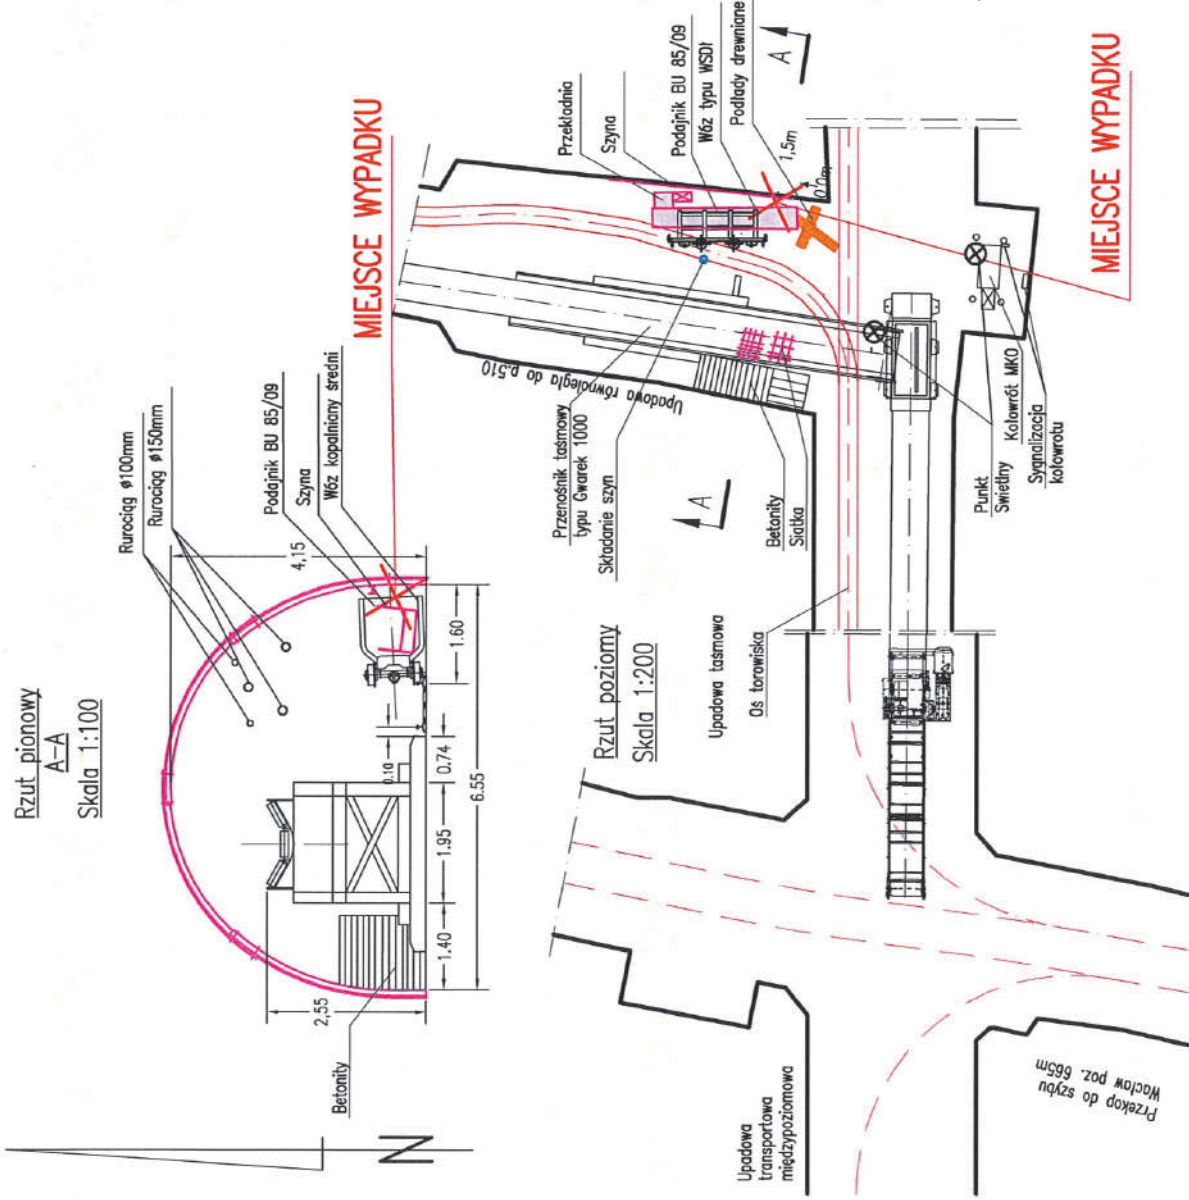 Rzut pionowy
A-A
Skala 1:100
Rurociąg ø100mm
Rurociąg ø150mm
Podajnik BU 85/09
Szyna
Wóz kopalniany średni
MIEJSCE WYPADKU
4,15
1.60
0.10
0.74
6.55
1.95
1.40
2,55
Betonity
N
Rzut poziomy
Skala 1:200
Przekładnia
Szyna
Podajnik BU 85/09
Wóz typu WSDł
Podłady drewniane
A
1,5m
MIEJSCE WYPADKU
Upadowa równoległa do p.510
Przenośnik taśmowy
typu Gwarek 1000
Składanie szyn
A
Betonity
Siatka
Upadowa taśmowa
Oś torowiska
Punkt
Świetlny
Kołowrót MKO
Sygnalizacja
kołowrotu
Upadowa
transportowa
międzypoziomowa
Przekop do szybu
Wacław poz. 665m